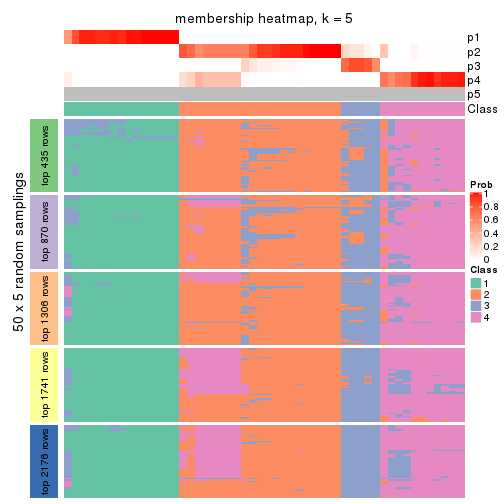 membership heatmap, k = 5
p1
p2
p3
p4
p5
Class
50 x 5 random samplings
top 435 rows
top 870 rows
top 1306 rows
top 1741 rows
top 2176 rows
Prob
1
0.8
0.6
0.4
0.2
0
Class
1
2
3
4